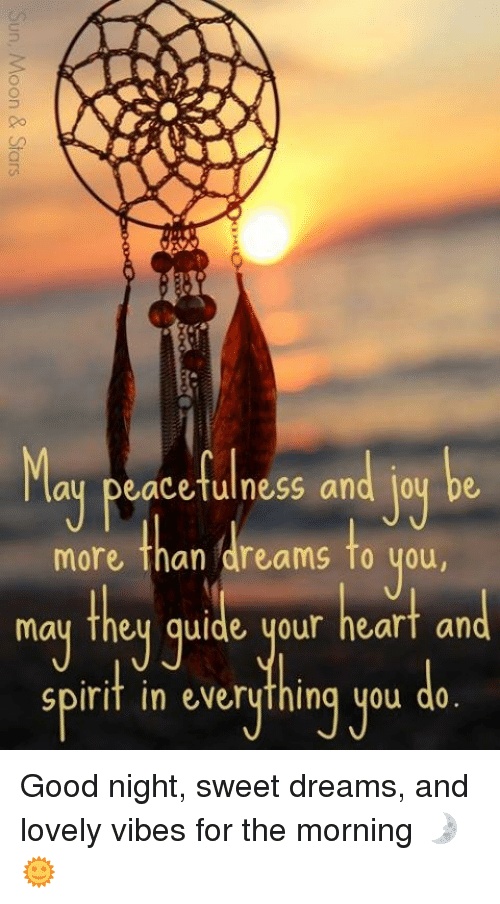 Sun, Moon & Stars
May peacefulness and joy be
more than dreams to you,
may they guide your heart and
spirit in everything you do.
Good night, sweet dreams, and
lovely vibes for the morning 🌛
🌞